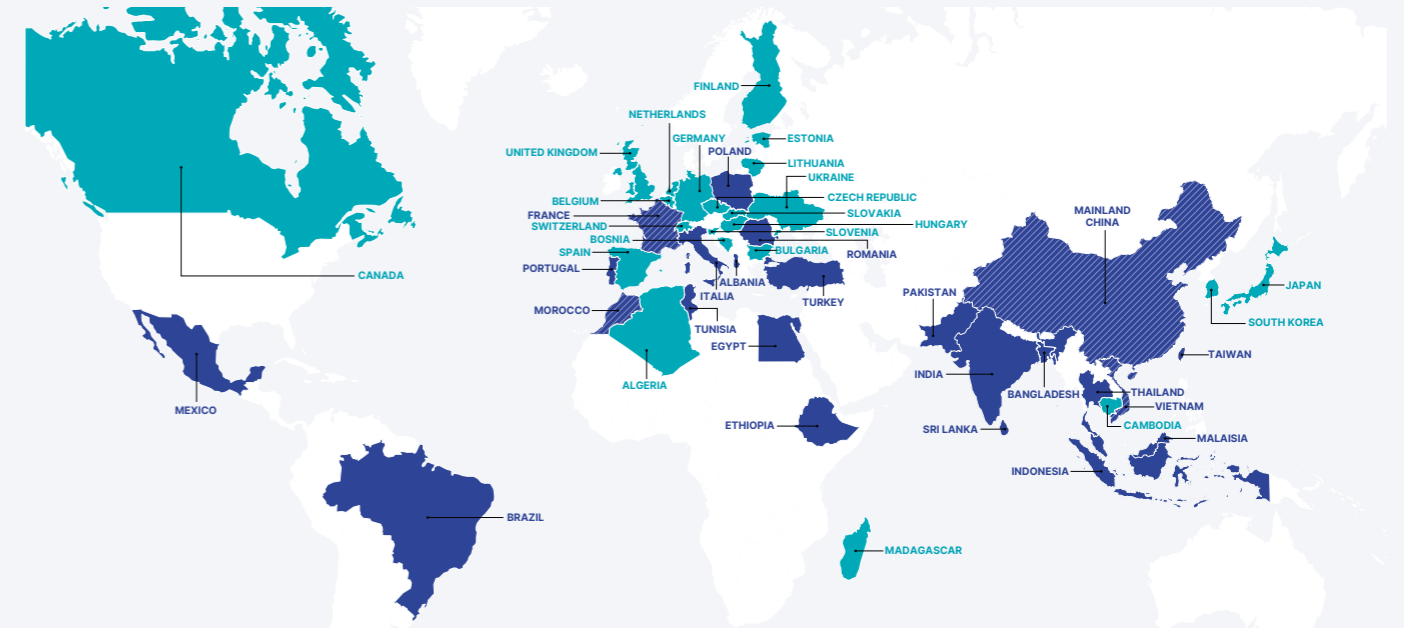 FINLAND
NETHERLANDS
GERMANY
ESTONIA
UNITED KINGDOM
POLAND
LITHUANIA
UKRAINE
BELGIUM
CZECH REPUBLIC
FRANCE
SLOVAKIA
SWITZERLAND
HUNGARY
BOSNIA
SLOVENIA
SPAIN
BULGARIA
ROMANIA
PORTUGAL
CANADA
ALBANIA
ITALIA
TURKEY
MOROCCO
TUNISIA
EGYPT
ALGERIA
MAINLAND
CHINA
PAKISTAN
JAPAN
SOUTH KOREA
TAIWAN
INDIA
BANGLADESH
THAILAND
VIETNAM
MEXICO
ETHIOPIA
SRI LANKA
CAMBODIA
MALAISIA
INDONESIA
BRAZIL
MADAGASCAR